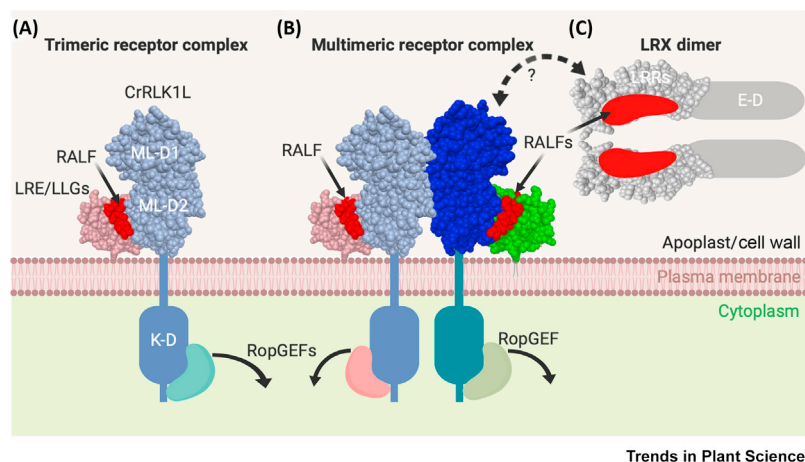 (A)
Trimeric receptor complex
CrRLK1L
ML-D1
RALF
LRE/LLGs
ML-D2
K-D
RopGEFs
(B)
Multimeric receptor complex
RALF
?
RALFs
RopGEF
(C)
LRX dimer
LRRs
E-D
Apoplast/cell wall
Plasma membrane
Cytoplasm
Trends in Plant Science